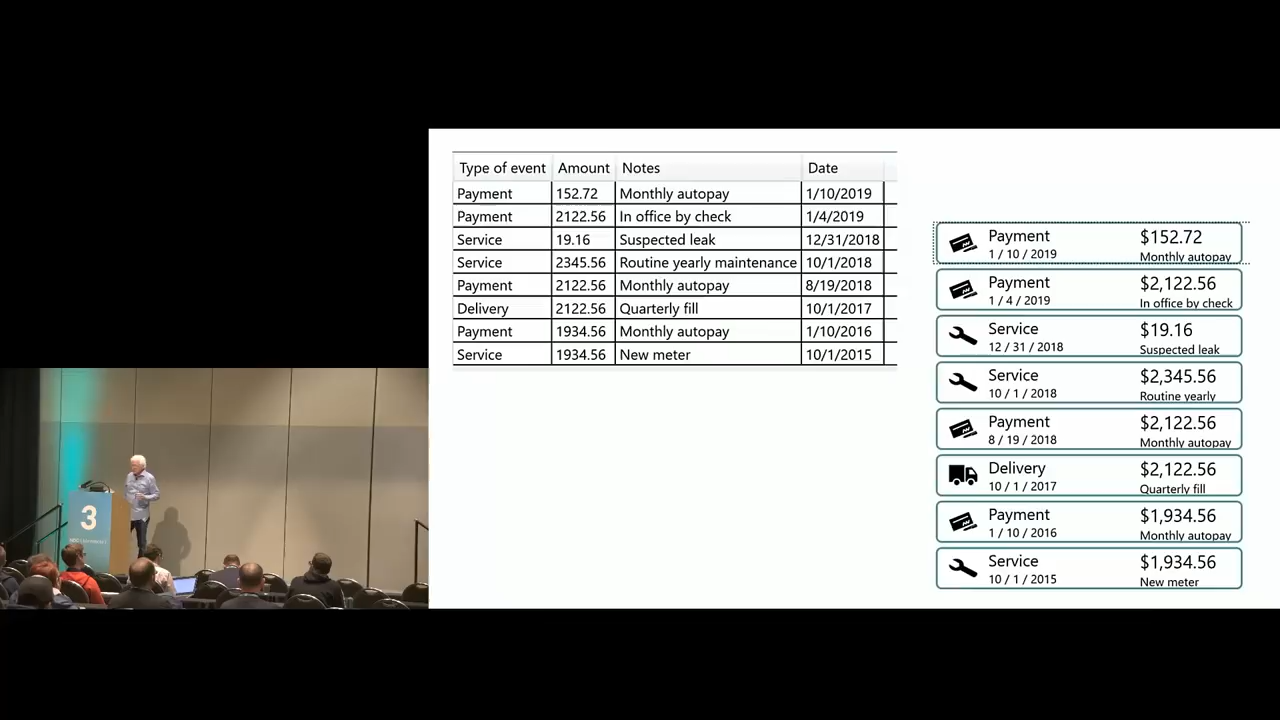 Type of event Amount Notes Date
Payment 152.72 Monthly autopay 1/10/2019
Payment 2122.56 In office by check 1/4/2019
Service 19.16 Suspected leak 12/31/2018
Service 2345.56 Routine yearly maintenance 10/1/2018
Payment 2122.56 Monthly autopay 8/19/2018
Delivery 2122.56 Quarterly fill 10/1/2017
Payment 1934.56 Monthly autopay 1/10/2016
Service 1934.56 New meter 10/1/2015
Payment $152.72
1 / 10 / 2019 Monthly autopay
Payment $2,122.56
1 / 4 / 2019 In office by check
Service $19.16
12 / 31 / 2018 Suspected leak
Service $2,345.56
10 / 1 / 2018 Routine yearly
Payment $2,122.56
8 / 19 / 2018 Monthly autopay
Delivery $2,122.56
10 / 1 / 2017 Quarterly fill
Payment $1,934.56
1 / 10 / 2016 Monthly autopay
Service $1,934.56
10 / 1 / 2015 New meter
3